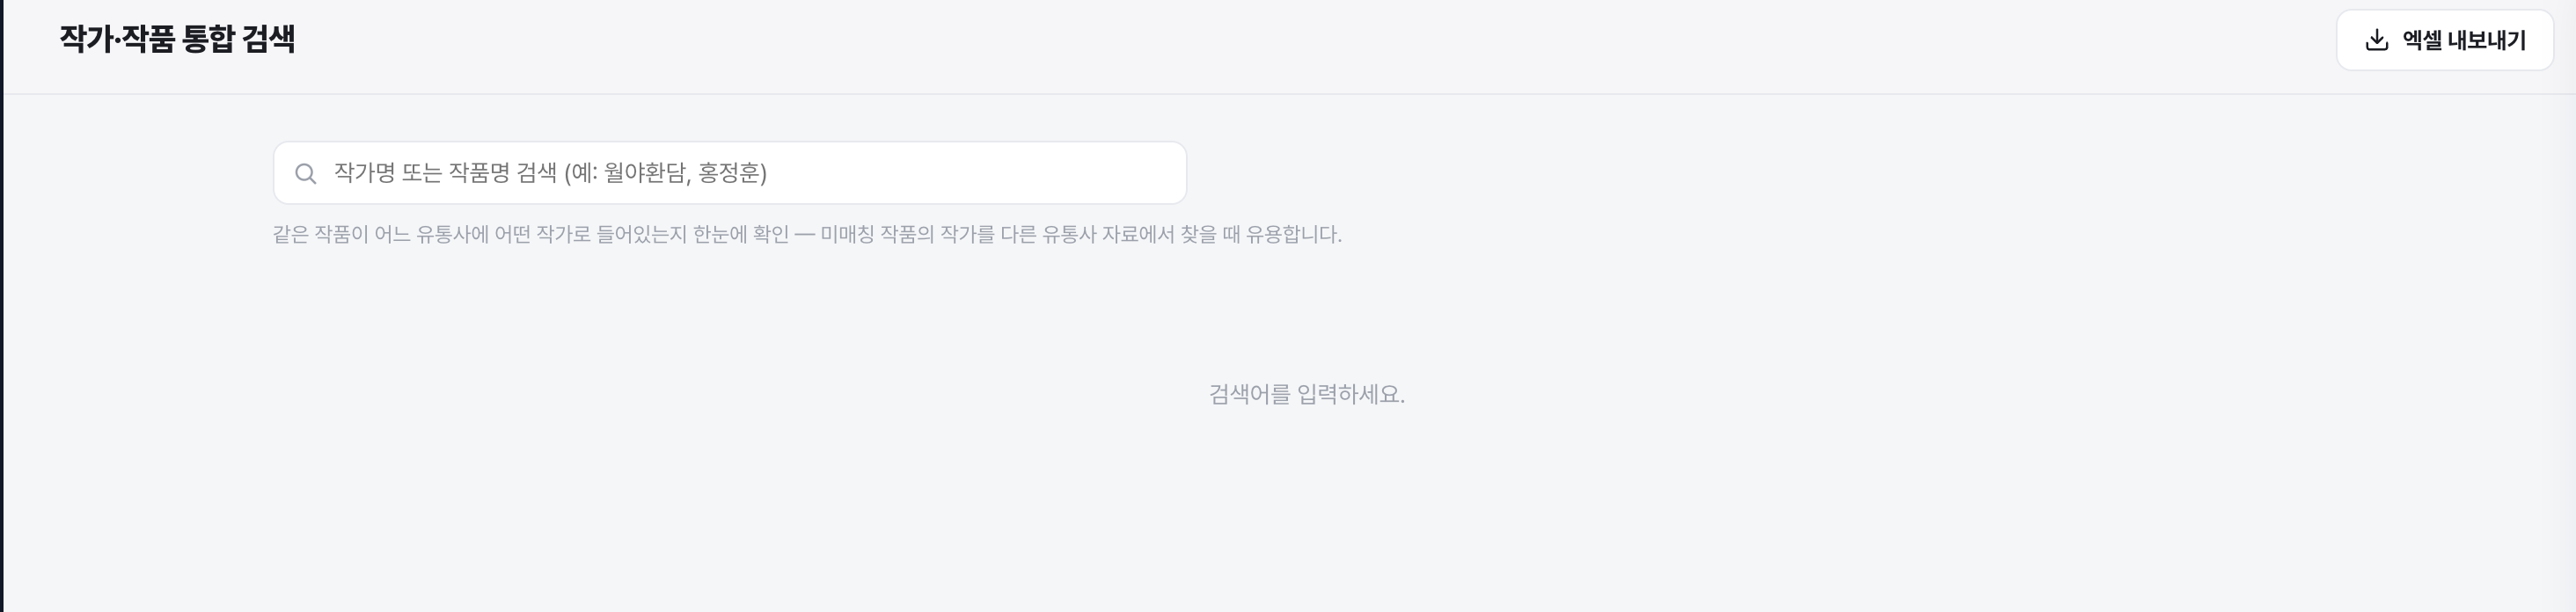 작가·작품 통합 검색
엑셀 내보내기
작가명 또는 작품명 검색 (예: 월야환담, 홍정훈)
같은 작품이 어느 유통사에 어떤 작가로 들어있는지 한눈에 확인 — 미매칭 작품의 작가를 다른 유통사 자료에서 찾을 때 유용합니다.
검색어를 입력하세요.